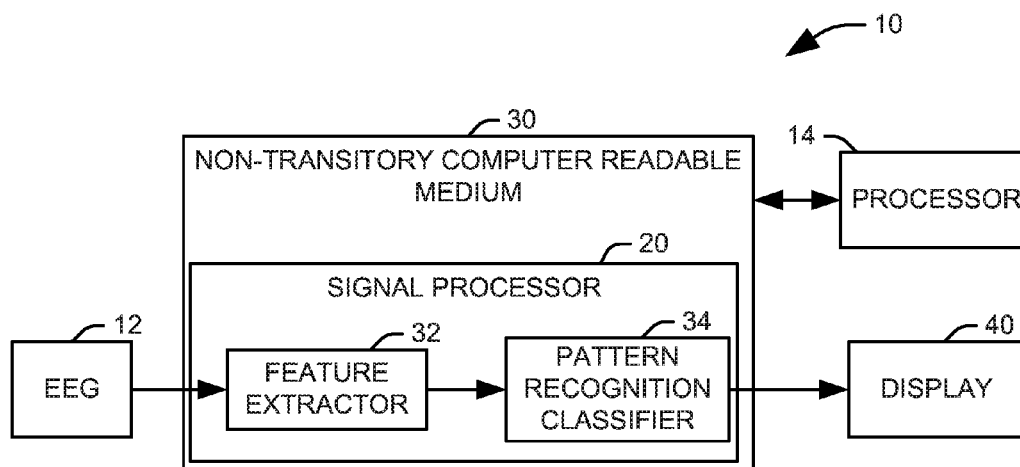 10
30
NON-TRANSITORY COMPUTER READABLE
MEDIUM
14
PROCESSOR
20
SIGNAL PROCESSOR
12
EEG
32
FEATURE
EXTRACTOR
34
PATTERN
RECOGNITION
CLASSIFIER
40
DISPLAY